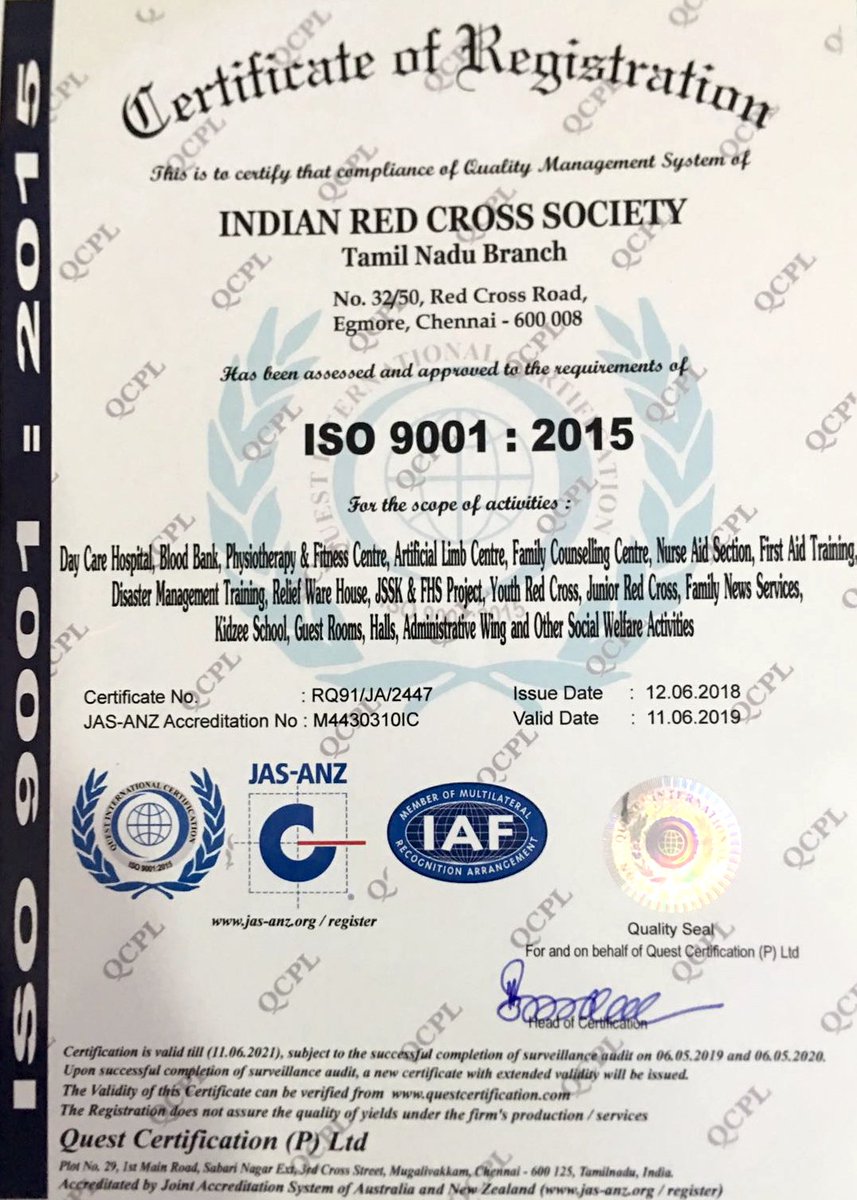 ISO 9001 = 2015
Certificate of Registration
This is to certify that compliance of Quality Management System of
INDIAN RED CROSS SOCIETY
Tamil Nadu Branch
No. 32/50, Red Cross Road,
Egmore, Chennai - 600 008
Has been assessed and approved to the requirements of
ISO 9001 : 2015
For the scope of activities :
Day Care Hospital, Blood Bank, Physiotherapy & Fitness Centre, Artificial Limb Centre, Family Counselling Centre, Nurse Aid Section, First Aid Training,
Disaster Management Training, Relief Ware House, JSSK & FHS Project, Youth Red Cross, Junior Red Cross, Family News Services,
Kidzee School, Guest Rooms, Halls, Administrative Wing and Other Social Welfare Activities
Certificate No. : RQ91/JA/2447 Issue Date : 12.06.2018
JAS-ANZ Accreditation No : M4430310IC Valid Date : 11.06.2019
QUEST INTERNATIONAL CERTIFICATION
ISO 9001:2015
JAS-ANZ
www.jas-anz.org / register
MEMBER OF MULTILATERAL
IAF
RECOGNITION ARRANGEMENT
QUEST INTERNATIONAL
Quality Seal
For and on behalf of Quest Certification (P) Ltd
Head of Certification
Certification is valid till (11.06.2021), subject to the successful completion of surveillance audit on 06.05.2019 and 06.05.2020.
Upon successful completion of surveillance audit, a new certificate with extended validity will be issued.
The Validity of this Certificate can be verified from www.questcertification.com
The Registration does not assure the quality of yields under the firm's production / services
Quest Certification (P) Ltd
Plot No. 29, 1st Main Road, Sabari Nagar Ext, 3rd Cross Street, Mugalivakkam, Chennai - 600 125, Tamilnadu, India.
Accreditated by Joint Accreditation System of Australia and New Zealand (www.jas-anz.org / register)
QCPL